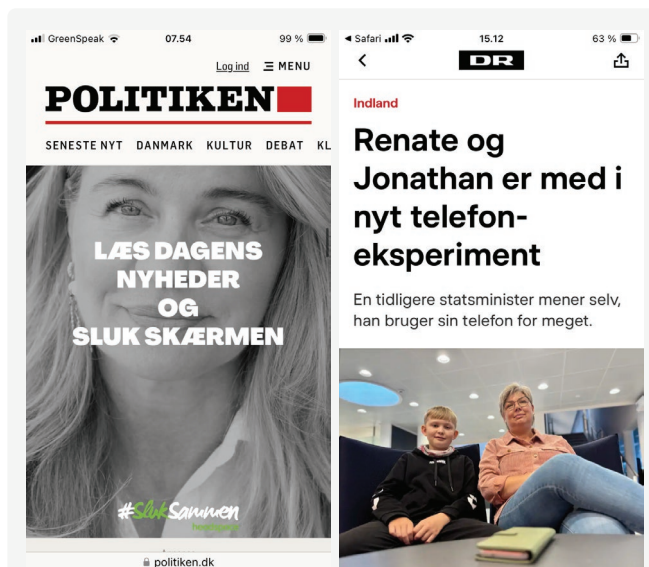 GreenSpeak 07.54 99 %
Log ind MENU
POLITIKEN
SENESTE NYT DANMARK KULTUR DEBAT KL
LÆS DAGENS
NYHEDER
OG
SLUK SKÆRMEN
#SlukSammen
politiken.dk
Safari 15.12 63 %
DR
Indland
Renate og
Jonathan er med i
nyt telefon-
eksperiment
En tidligere statsminister mener selv,
han bruger sin telefon for meget.